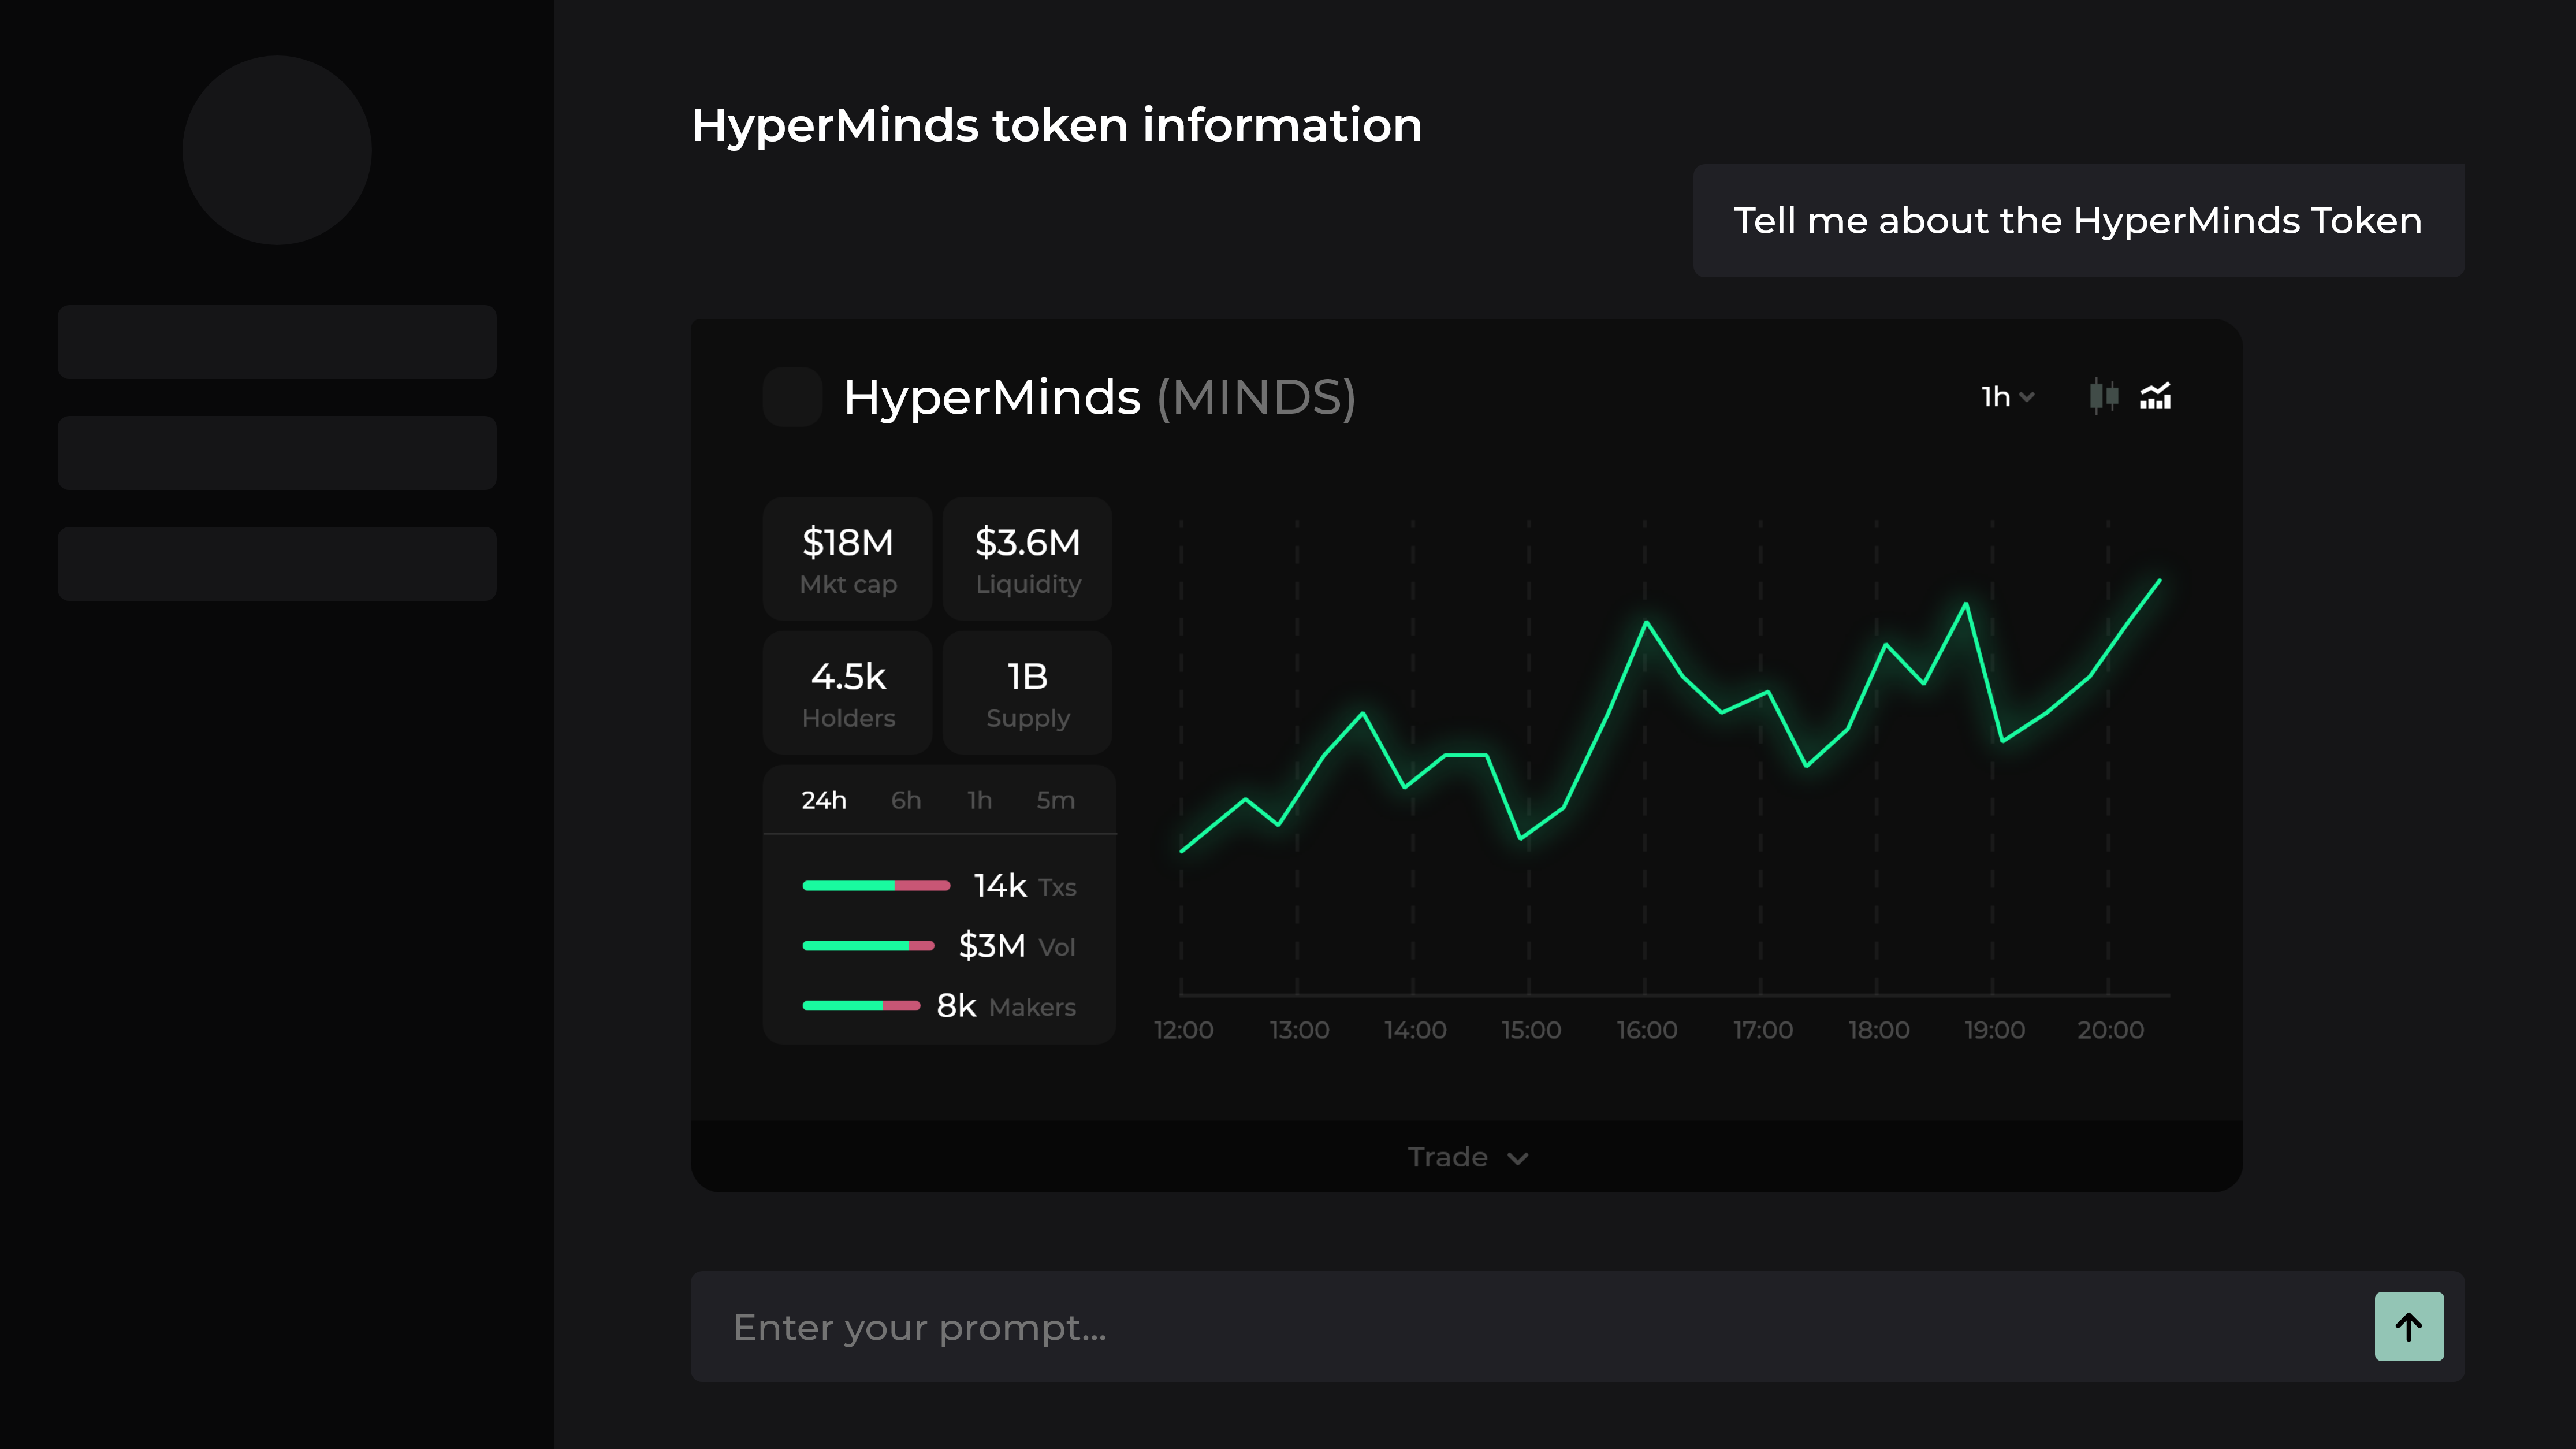 HyperMinds token information
Tell me about the HyperMinds Token
HyperMinds (MINDS)
1h
$18M
Mkt cap
$3.6M
Liquidity
4.5k
Holders
1B
Supply
24h 6h 1h 5m
14k Txs
$3M Vol
8k Makers
12:00 13:00 14:00 15:00 16:00 17:00 18:00 19:00 20:00
Trade
Enter your prompt...